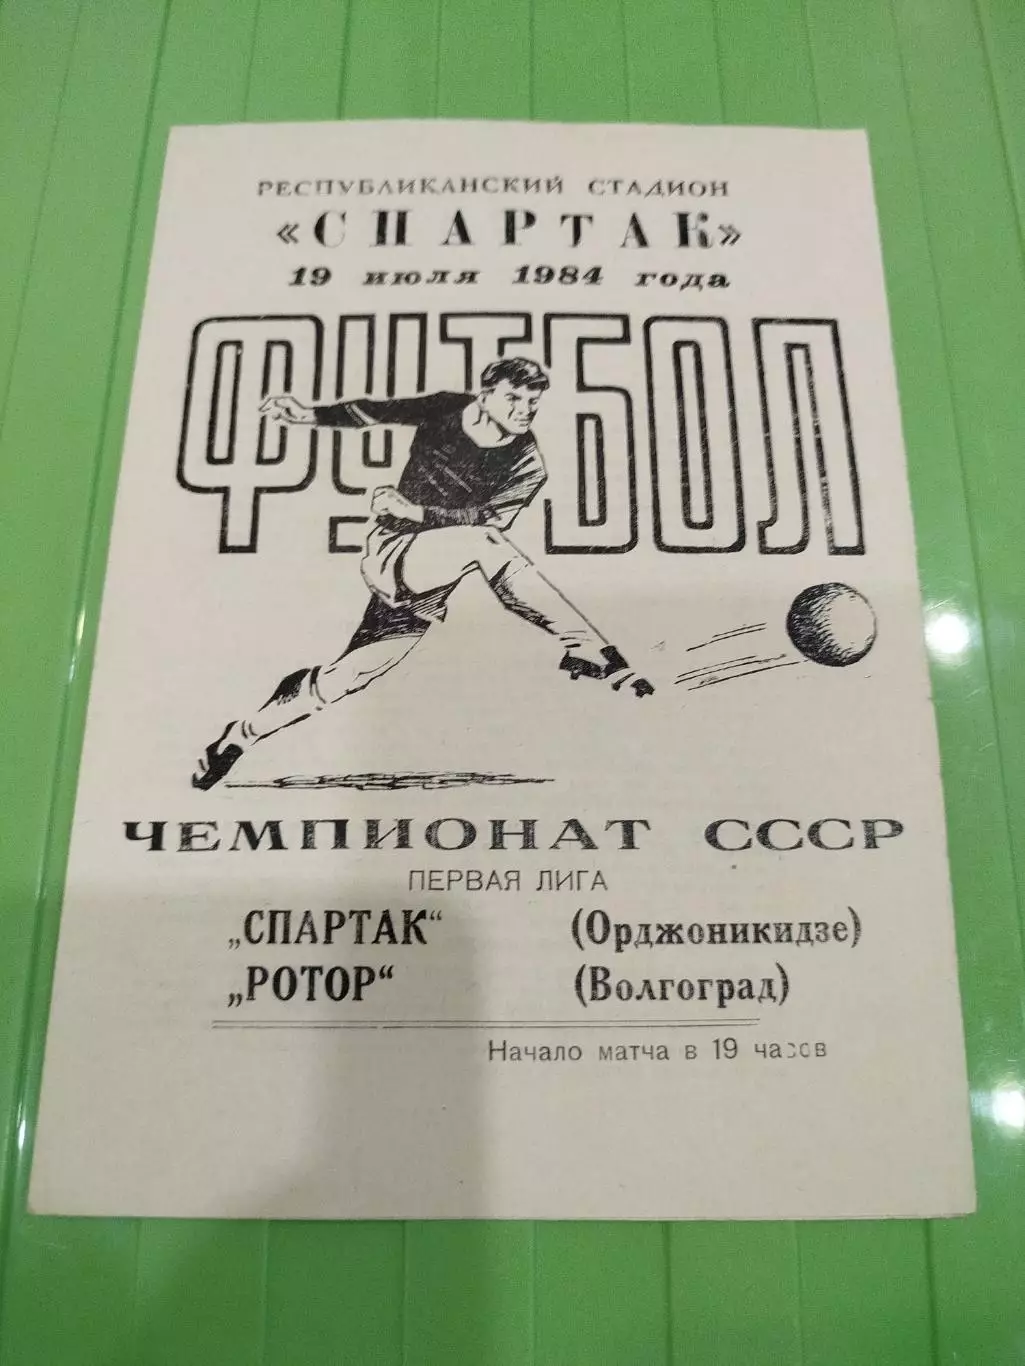 РЕСПУБЛИКАНСКИЙ СТАДИОН
«СПАРТАК»
19 июля 1984 года
ФУТБОЛ
ЧЕМПИОНАТ СССР
ПЕРВАЯ ЛИГА
„СПАРТАК“ (Орджоникидзе)
„РОТОР“ (Волгоград)
Начало матча в 19 часов